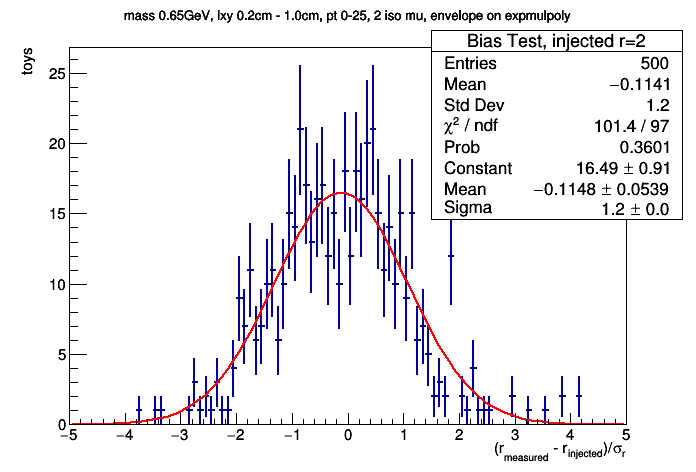 mass 0.65GeV, lxy 0.2cm - 1.0cm, pt 0-25, 2 iso mu, envelope on expmulpoly
Bias Test, injected r=2
Entries 500
Mean −0.1141
Std Dev 1.2
χ² / ndf 101.4 / 97
Prob 0.3601
Constant 16.49 ± 0.91
Mean −0.1148 ± 0.0539
Sigma 1.2 ± 0.0
toys
25
20
15
10
5
0
−5 −4 −3 −2 −1 0 1 2 3 4 5
(r_measured - r_injected)/σ_r